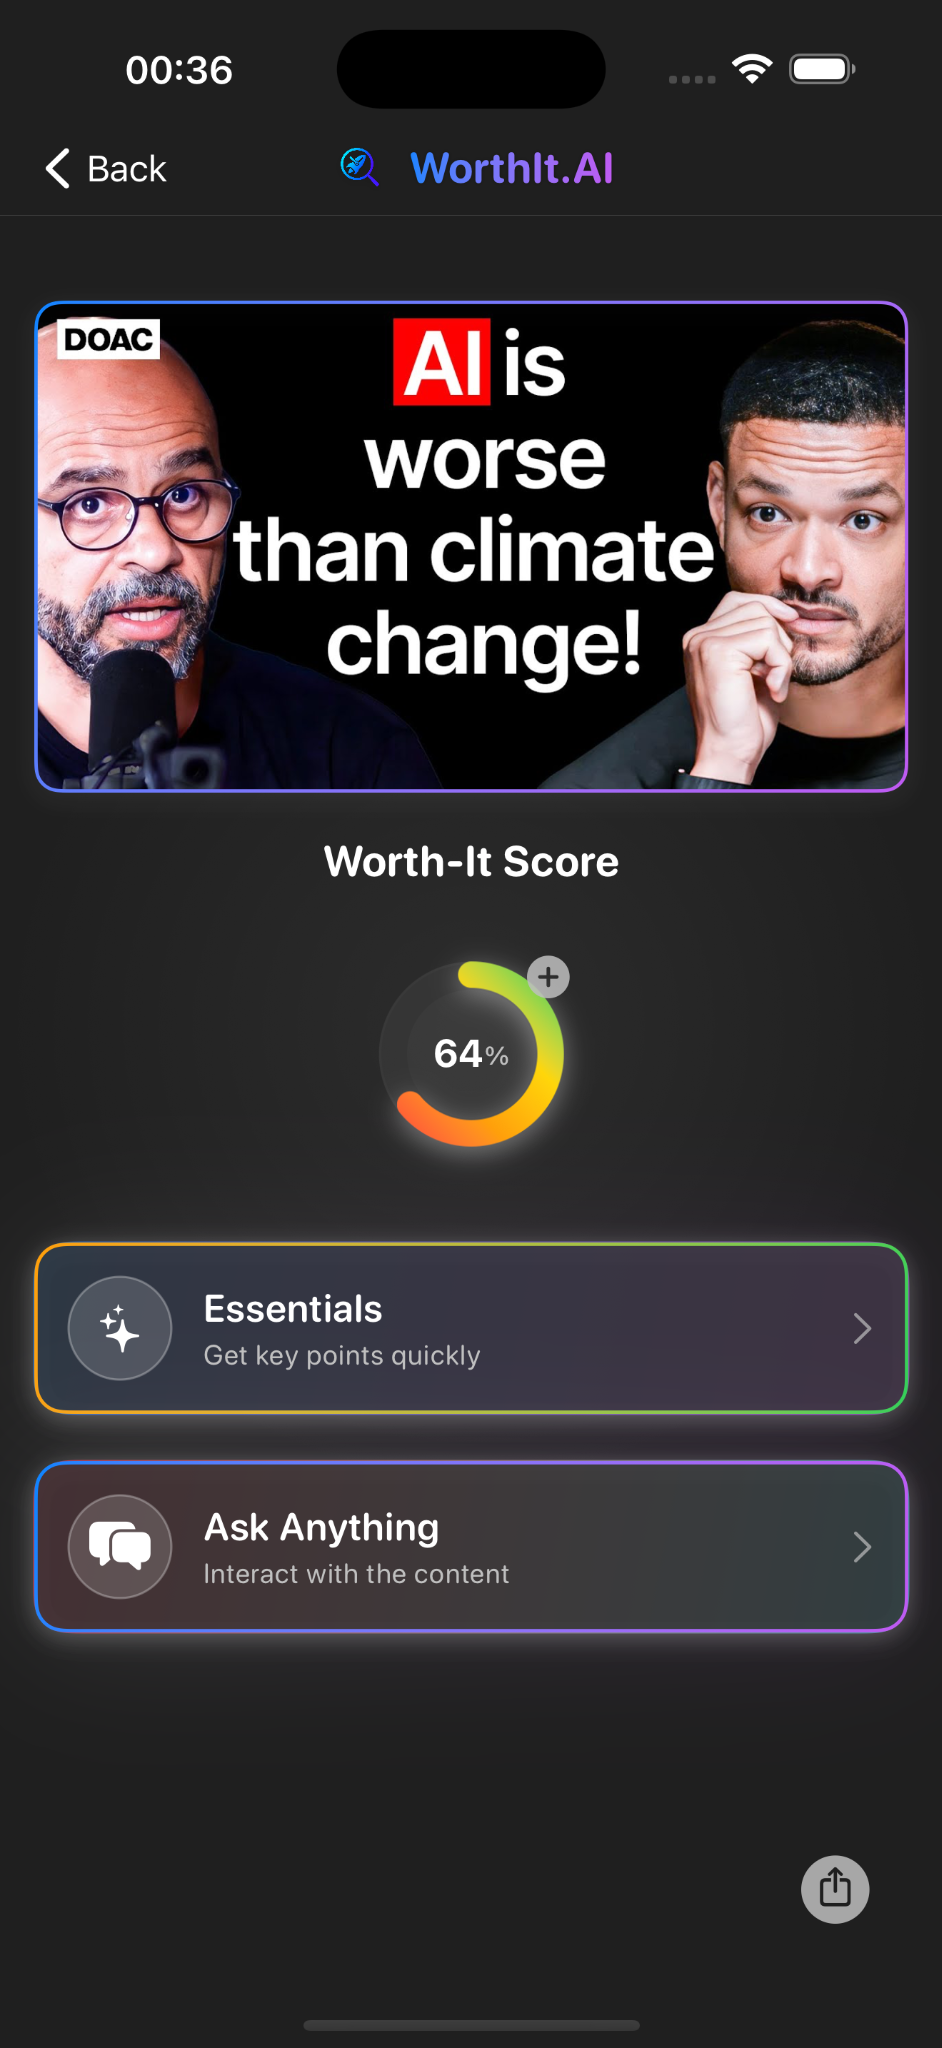 00:36
Back
WorthIt.AI
DOAC
AI is
worse
than climate
change!
Worth-It Score
64%
Essentials
Get key points quickly
Ask Anything
Interact with the content